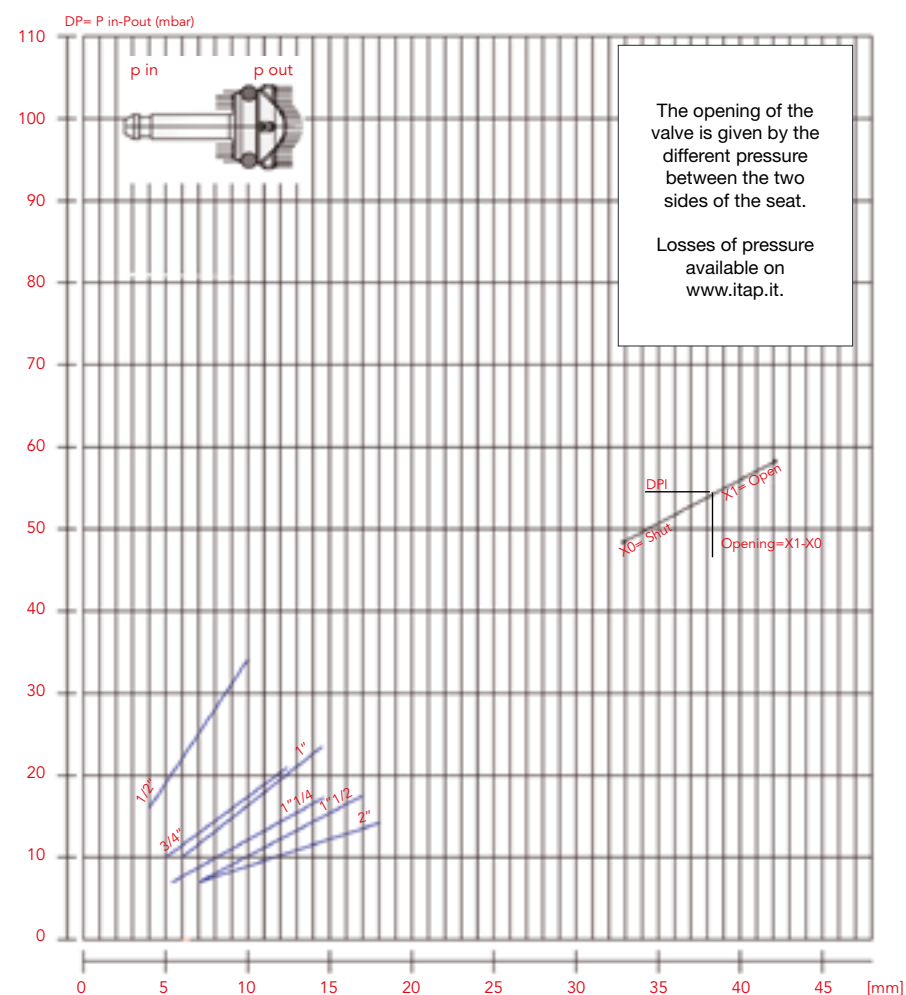 DP= P in-Pout (mbar)
110
p in
p out
100
90
80
70
60
50
40
30
20
10
0
The opening of the
valve is given by the
different pressure
between the two
sides of the seat.
Losses of pressure
available on
www.itap.it.
DPI
X1= Open
X0= Shut
Opening=X1-X0
1/2"
3/4"
1"
1"1/4
1"1/2
2"
0
5
10
15
20
25
30
35
40
45
[mm]